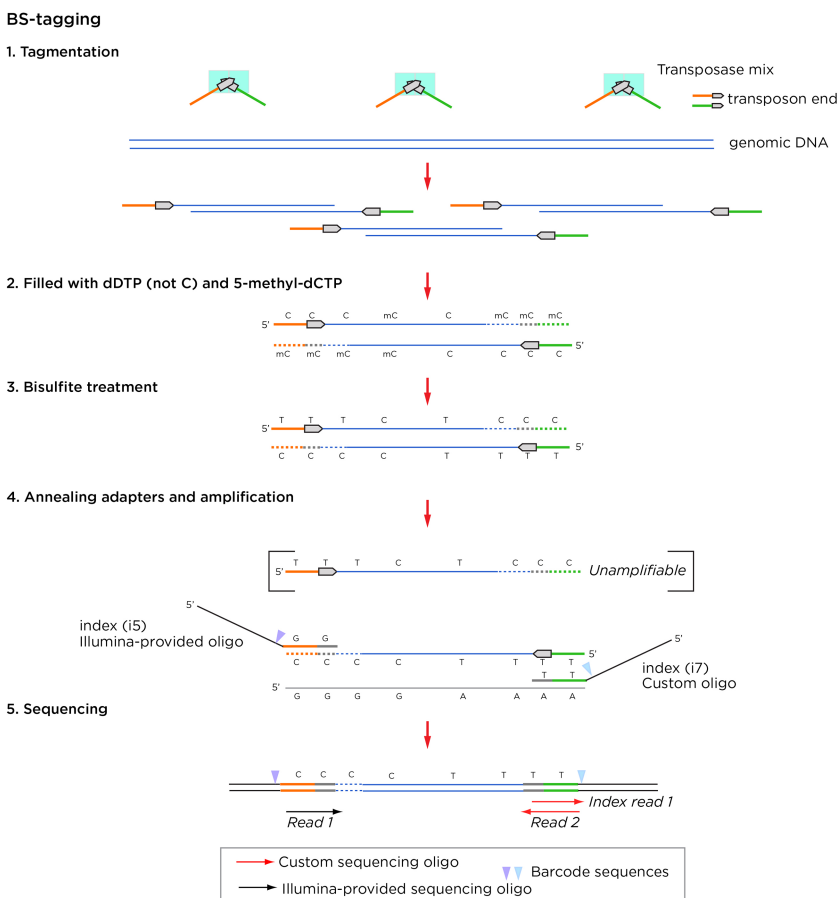 BS-tagging
1. Tagmentation
Transposase mix
transposon end
genomic DNA
2. Filled with dDTP (not C) and 5-methyl-dCTP
C C C mC C mC mC mC
5'
5'
mC mC mC mC C C C C
3. Bisulfite treatment
T T T C T C C C
5'
5'
C C C C T T T T
4. Annealing adapters and amplification
T T T C T C C C
5' Unamplifiable
5'
5'
index (i5)
Illumina-provided oligo
G G
5'
C C C C T T T T
T T
index (i7)
Custom oligo
5'
G G G G A A A A
5. Sequencing
C C C C T T T T
Index read 1
Read 1 Read 2
Custom sequencing oligo
Barcode sequences
Illumina-provided sequencing oligo